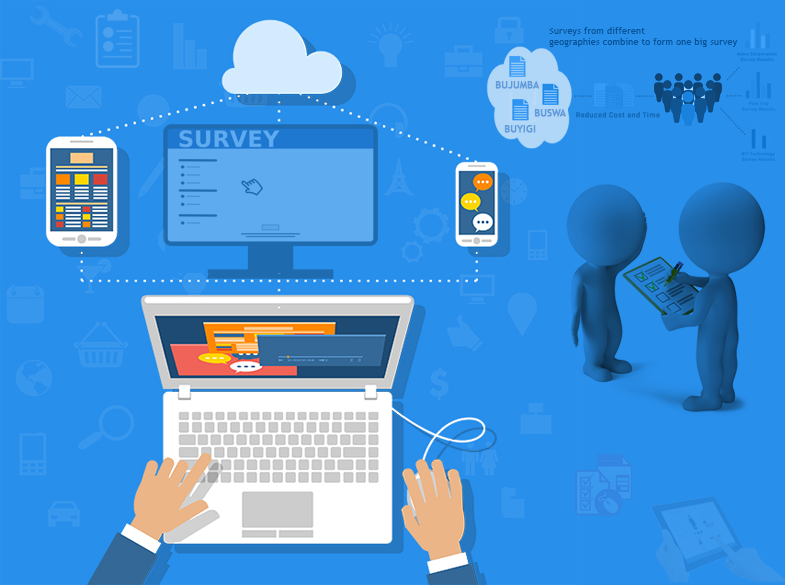 Surveys from different
geographies combine to form one big survey
BUJUMBA
BUSWA
BUYIGI
Reduced Cost and Time
SURVEY